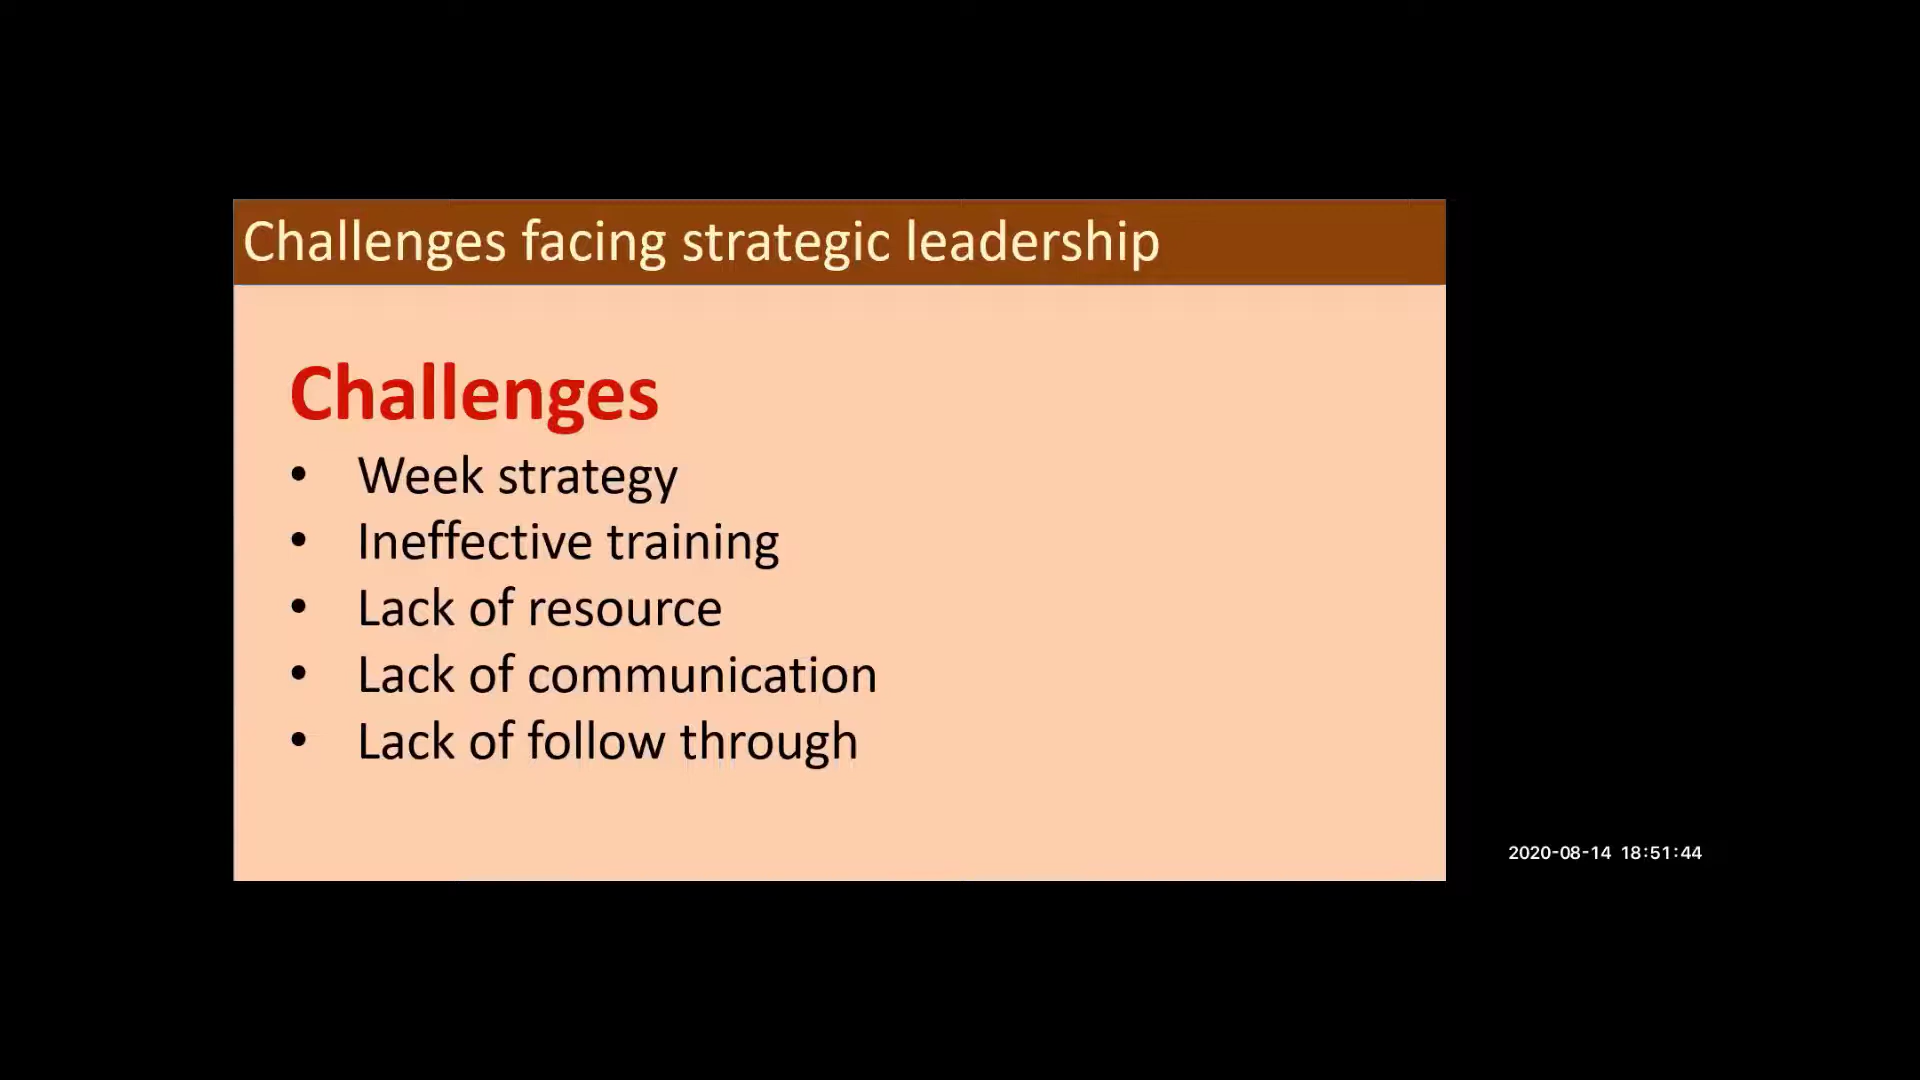 Challenges facing strategic leadership
Challenges
• Week strategy
• Ineffective training
• Lack of resource
• Lack of communication
• Lack of follow through
2020-08-14 18:51:44